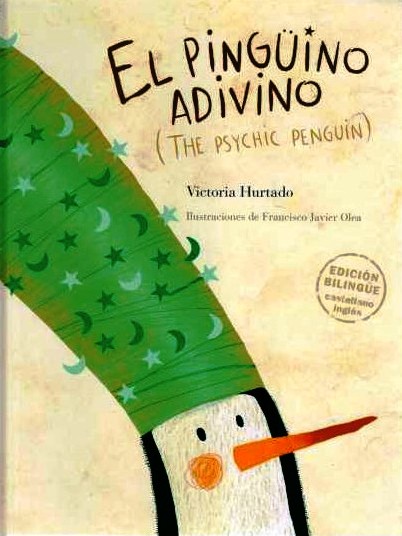 EL PINGÜINO
ADIVINO
(THE PSYCHIC PENGUIN)
Victoria Hurtado
Ilustraciones de Francisco Javier Olea
EDICIÓN
BILINGÜE
castellano
inglés